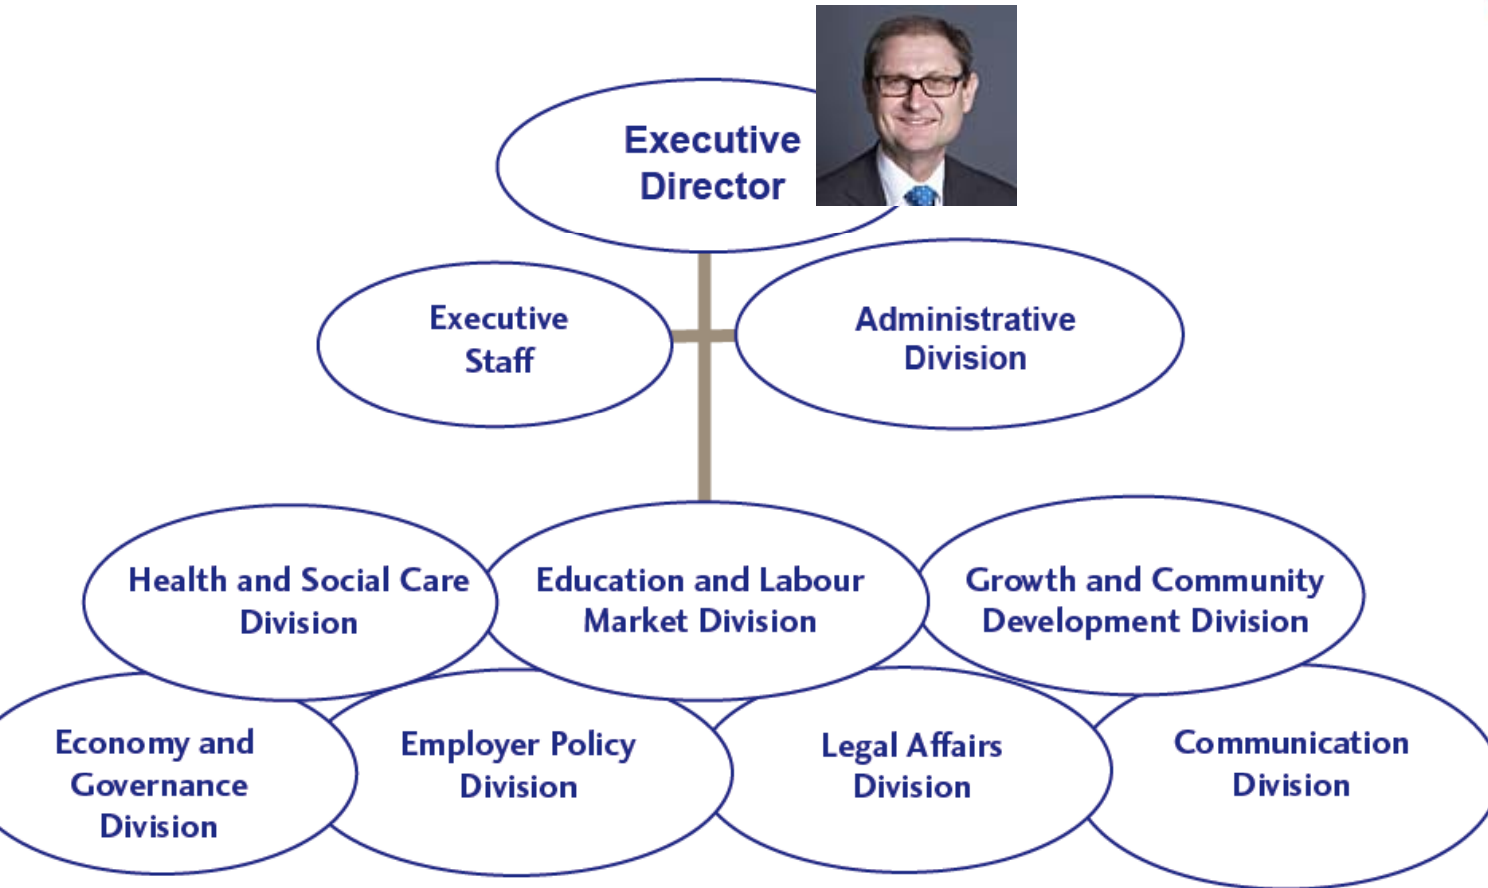 Executive
Director
Executive
Staff
Administrative
Division
Health and Social Care
Division
Education and Labour
Market Division
Growth and Community
Development Division
Economy and
Governance
Division
Employer Policy
Division
Legal Affairs
Division
Communication
Division